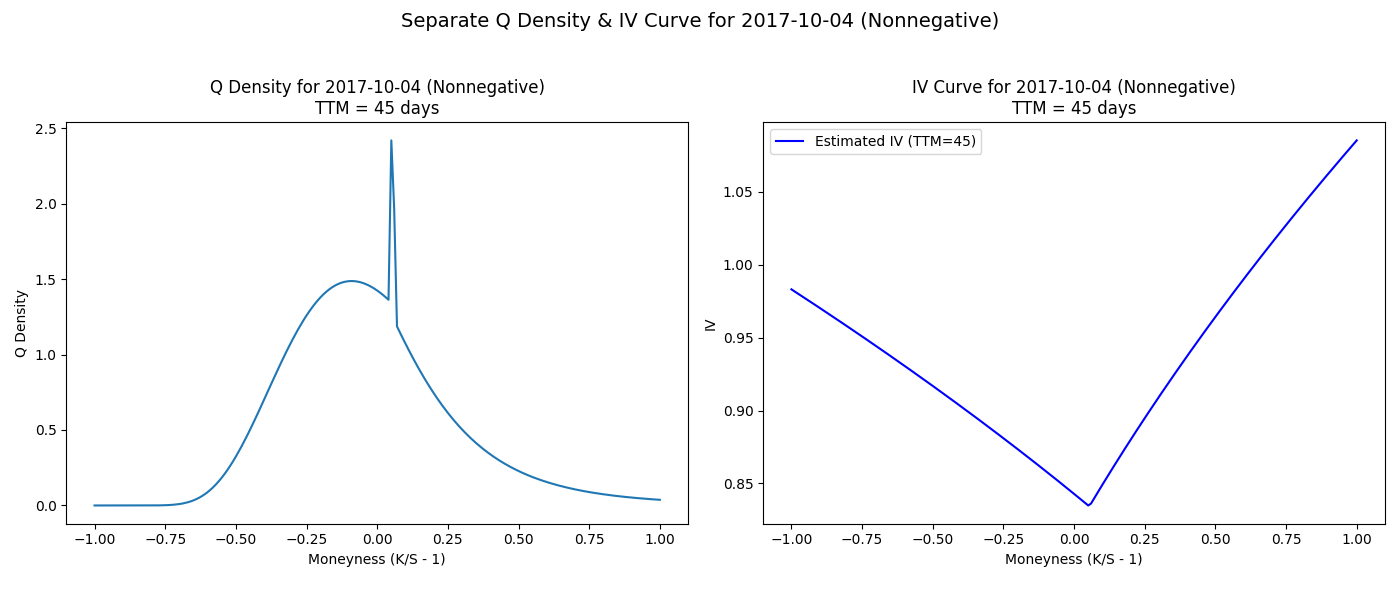 Separate Q Density & IV Curve for 2017-10-04 (Nonnegative)
Q Density for 2017-10-04 (Nonnegative)
TTM = 45 days
2.5
2.0
1.5
1.0
0.5
0.0
Q Density
−1.00 −0.75 −0.50 −0.25 0.00 0.25 0.50 0.75 1.00
Moneyness (K/S - 1)
IV Curve for 2017-10-04 (Nonnegative)
TTM = 45 days
Estimated IV (TTM=45)
1.05
1.00
0.95
0.90
0.85
IV
−1.00 −0.75 −0.50 −0.25 0.00 0.25 0.50 0.75 1.00
Moneyness (K/S - 1)